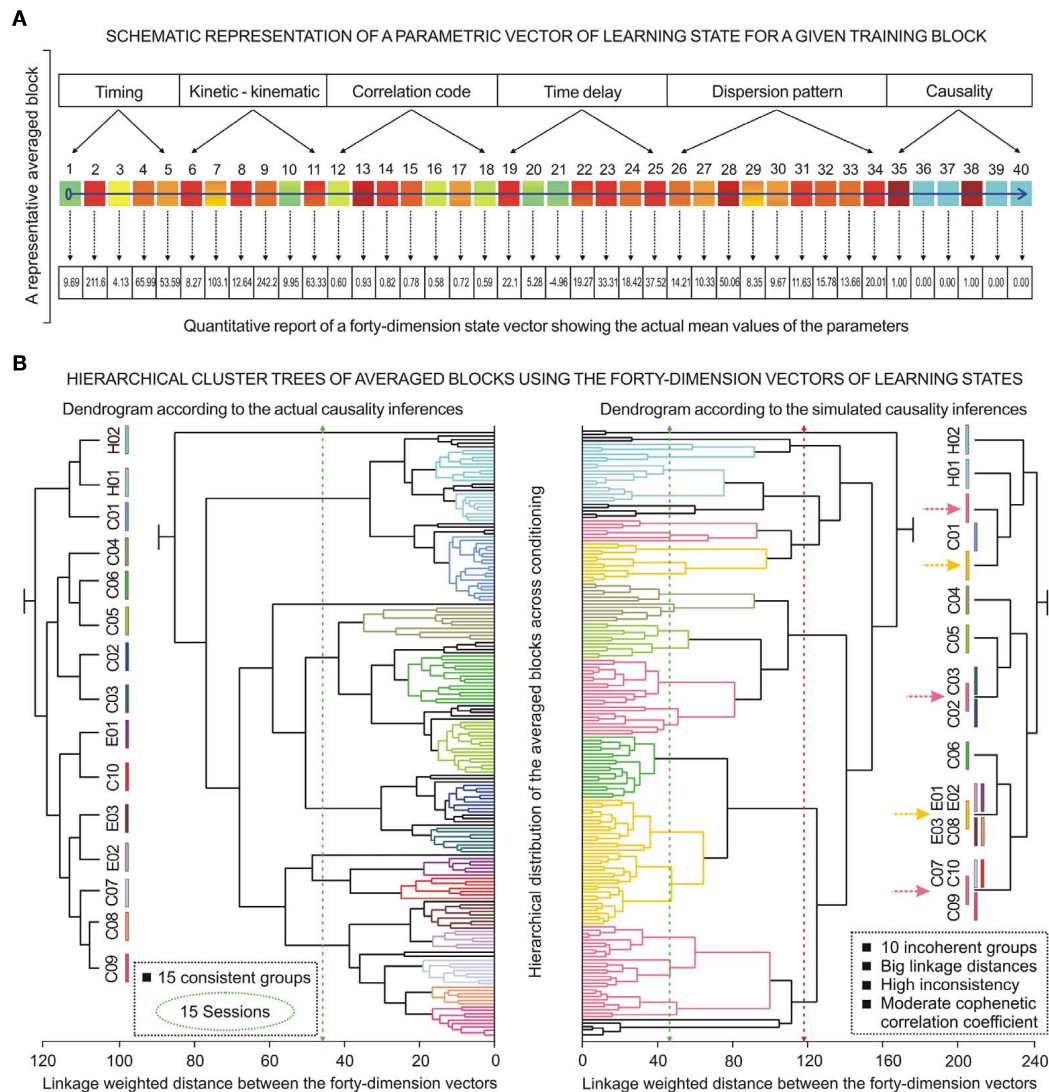 A
SCHEMATIC REPRESENTATION OF A PARAMETRIC VECTOR OF LEARNING STATE FOR A GIVEN TRAINING BLOCK
A representative averaged block
Timing Kinetic - kinematic Correlation code Time delay Dispersion pattern Causality
1 2 3 4 5 6 7 8 9 10 11 12 13 14 15 16 17 18 19 20 21 22 23 24 25 26 27 28 29 30 31 32 33 34 35 36 37 38 39 40
0
9.69 211.6 4.13 65.99 53.59 8.27 103.1 12.64 242.2 9.95 63.33 0.60 0.93 0.82 0.78 0.58 0.72 0.59 22.1 5.28 -4.96 19.27 33.31 18.42 37.52 14.21 10.33 50.06 8.35 9.67 11.63 15.78 13.66 20.01 1.00 0.00 0.00 1.00 0.00 0.00
Quantitative report of a forty-dimension state vector showing the actual mean values of the parameters
B
HIERARCHICAL CLUSTER TREES OF AVERAGED BLOCKS USING THE FORTY-DIMENSION VECTORS OF LEARNING STATES
Dendrogram according to the actual causality inferences
H02
H01
C01
C04
C06
C05
C02
C03
E01
C10
E03
E02
C07
C08
C09
■ 15 consistent groups
15 Sessions
120 100 80 60 40 20 0
Linkage weighted distance between the forty-dimension vectors
Hierarchical distribution of the averaged blocks across conditioning
Dendrogram according to the simulated causality inferences
H02
H01
C01
C04
C05
C02 C03
C06
E03 E01
C08 E02
C07
C09 C10
■ 10 incoherent groups
■ Big linkage distances
■ High inconsistency
■ Moderate cophenetic
correlation coefficient
0 40 80 120 160 200 240
Linkage weighted distance between the forty-dimension vectors